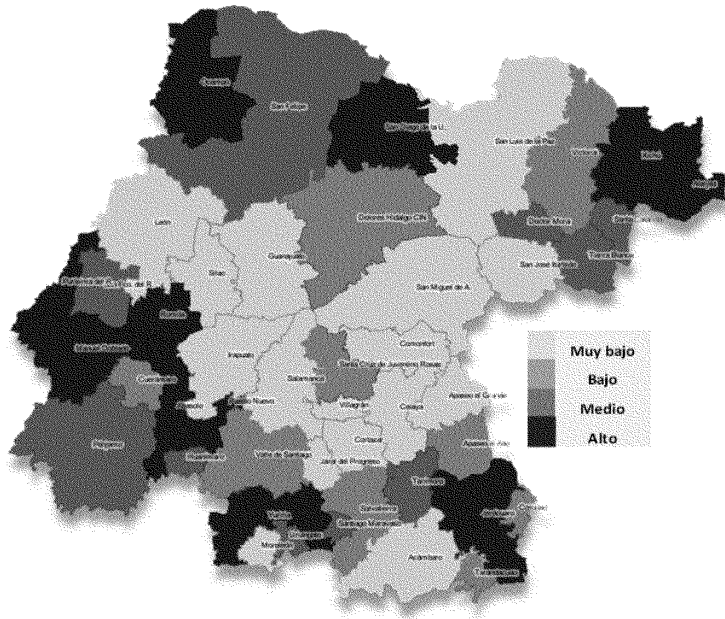 Ocampo
San Felipe
San Diego de la U.
San Luis de la Paz
Victoria
Xichú
Atarjea
León
Dolores Hidalgo CIN
Doctor Mora
Tierra Blanca
Guanajuato
Silao
San José Iturbide
San Miguel de A.
Romita
Manuel Doblado
Comonfort
Irapuato
Santa Cruz de Juventino Rosas
Cuerámaro
Salamanca
Muy bajo
Bajo
Medio
Alto
Abasolo
Pueblo Nuevo
Villagrán
Celaya
Apaseo el Grande
Pénjamo
Cortazar
Apaseo el Alto
Huanímaro
Valle de Santiago
Jaral del Progreso
Tarimoro
Salvatierra
Yuriria
Jerécuaro
Coroneo
Santiago Maravatío
Uriangato
Moroleón
Acámbaro
Tarandacuao